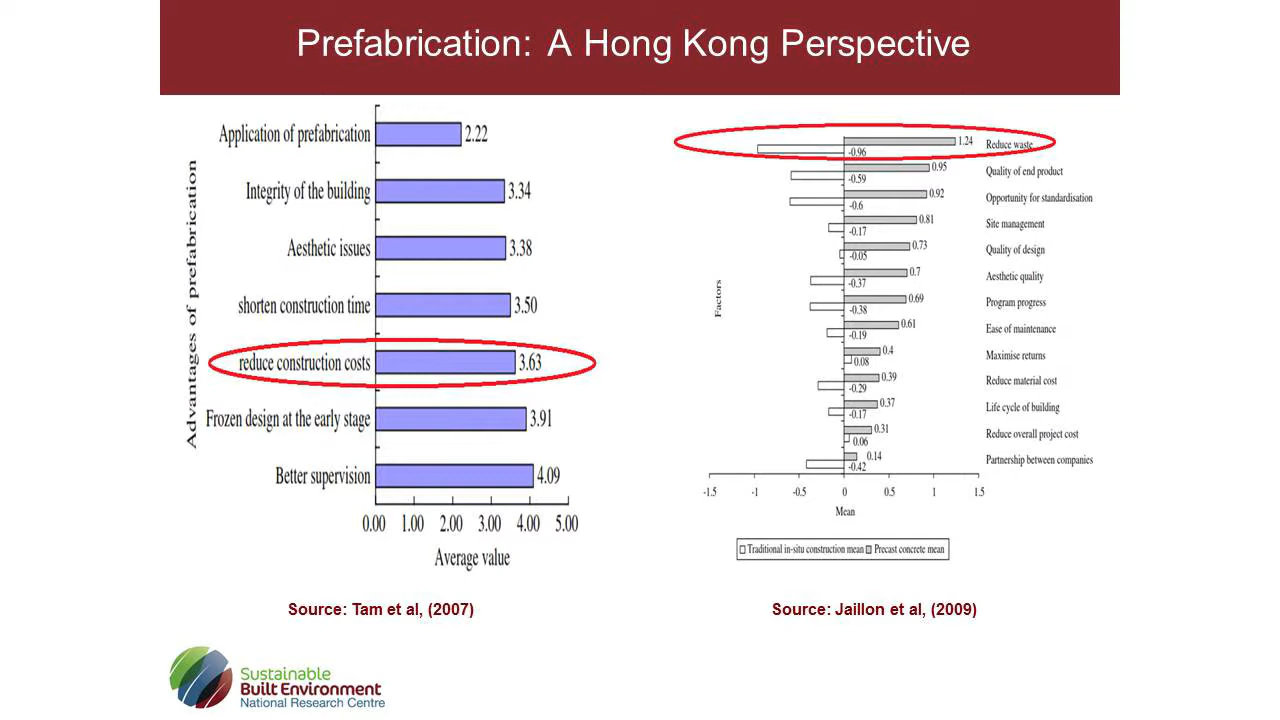 Prefabrication: A Hong Kong Perspective
Advantages of prefabrication
Application of prefabrication 2.22
Integrity of the building 3.34
Aesthetic issues 3.38
shorten construction time 3.50
reduce construction costs 3.63
Frozen design at the early stage 3.91
Better supervision 4.09
0.00 1.00 2.00 3.00 4.00 5.00
Average value
Source: Tam et al, (2007)
Factors
1.24 Reduce waste
-0.96
0.95 Quality of end product
-0.59
0.92 Opportunity for standardisation
-0.6
0.81 Site management
-0.17
0.73 Quality of design
-0.05
0.7 Aesthetic quality
-0.37
0.69 Program progress
-0.38
0.61 Ease of maintenance
-0.19
0.4 Maximise returns
0.08
0.39 Reduce material cost
-0.29
0.37 Life cycle of building
-0.17
0.31 Reduce overall project cost
0.06
0.14 Partnership between companies
-0.42
-1.5 -1 -0.5 0 0.5 1 1.5
Mean
Traditional in-situ construction mean Precast concrete mean
Source: Jaillon et al, (2009)
Sustainable
Built Environment
National Research Centre